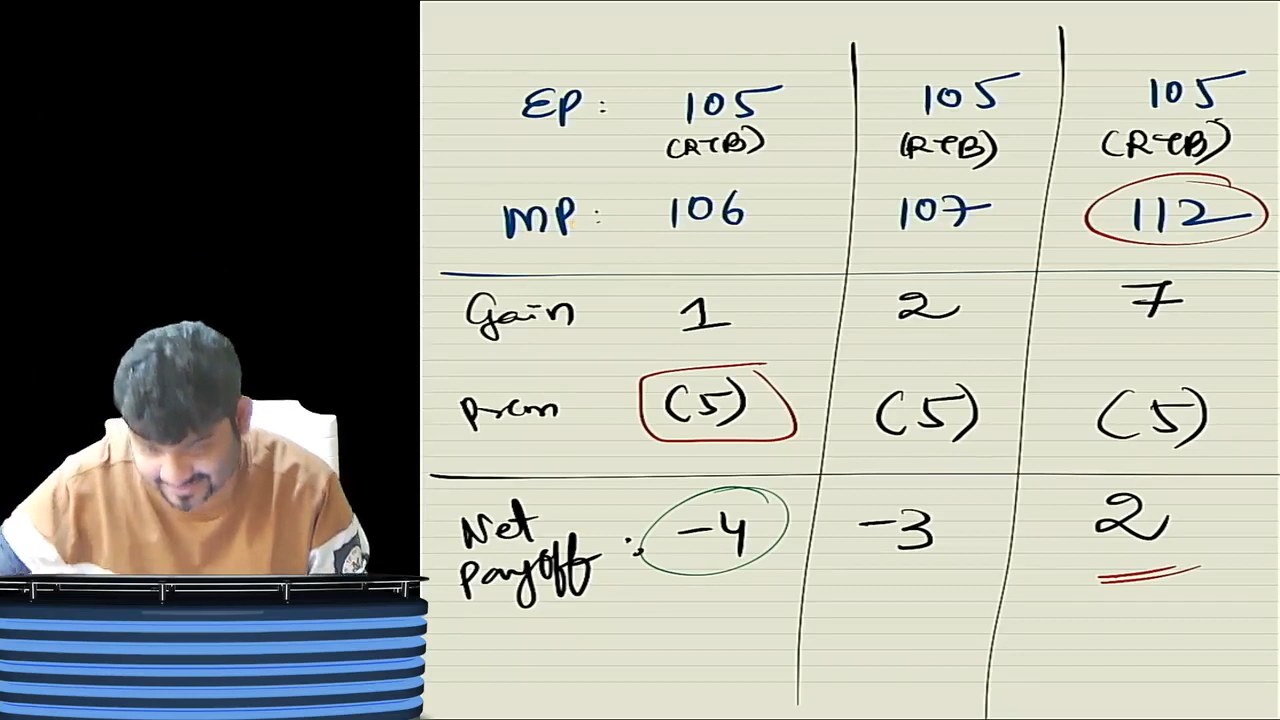 EP : 105 105 105
(RTB) (RTB) (RTB)
MP : 106 107 112
Gain 1 2 7
Prem (5) (5) (5)
Net
Payoff : -4 -3 2